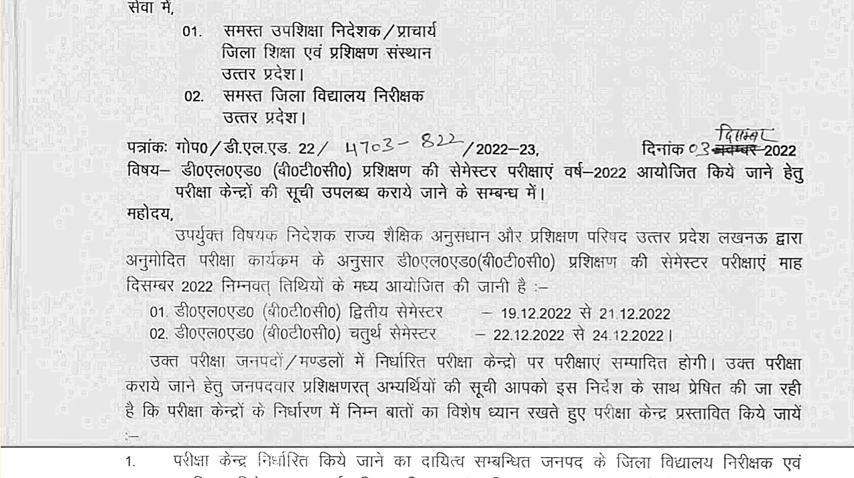 सेवा में,
01. समस्त उपशिक्षा निदेशक/प्राचार्य
जिला शिक्षा एवं प्रशिक्षण संस्थान
उत्तर प्रदेश।
02. समस्त जिला विद्यालय निरीक्षक
उत्तर प्रदेश।
दिसम्बर
पत्रांकः गोप0/डी.एल.एड. 22/ 4703-822/2022-23, दिनांक 03 नवम्बर 2022
विषय– डी0एल0एड0 (बी0टी0सी0) प्रशिक्षण की सेमेस्टर परीक्षाएं वर्ष–2022 आयोजित किये जाने हेतु
परीक्षा केन्द्रों की सूची उपलब्ध कराये जाने के सम्बन्ध में।
महोदय,
उपर्युक्त विषयक निदेशक राज्य शैक्षिक अनुसंधान और प्रशिक्षण परिषद उत्तर प्रदेश लखनऊ द्वारा
अनुमोदित परीक्षा कार्यक्रम के अनुसार डी0एल0एड0(बी0टी0सी0) प्रशिक्षण की सेमेस्टर परीक्षाएं माह
दिसम्बर 2022 निम्नवत् तिथियों के मध्य आयोजित की जानी है :–
01. डी0एल0एड0 (बी0टी0सी0) द्वितीय सेमेस्टर – 19.12.2022 से 21.12.2022
02. डी0एल0एड0 (बी0टी0सी0) चतुर्थ सेमेस्टर – 22.12.2022 से 24.12.2022।
उक्त परीक्षा जनपदों/मण्डलों में निर्धारित परीक्षा केन्द्रो पर परीक्षाएं सम्पादित होगी। उक्त परीक्षा
कराये जाने हेतु जनपदवार प्रशिक्षणरत् अभ्यर्थियों की सूची आपको इस निर्देश के साथ प्रेषित की जा रही
है कि परीक्षा केन्द्रों के निर्धारण में निम्न बातों का विशेष ध्यान रखते हुए परीक्षा केन्द्र प्रस्तावित किये जायें
:–
1. परीक्षा केन्द्र निर्धारित किये जाने का दायित्व सम्बन्धित जनपद के जिला विद्यालय निरीक्षक एवं